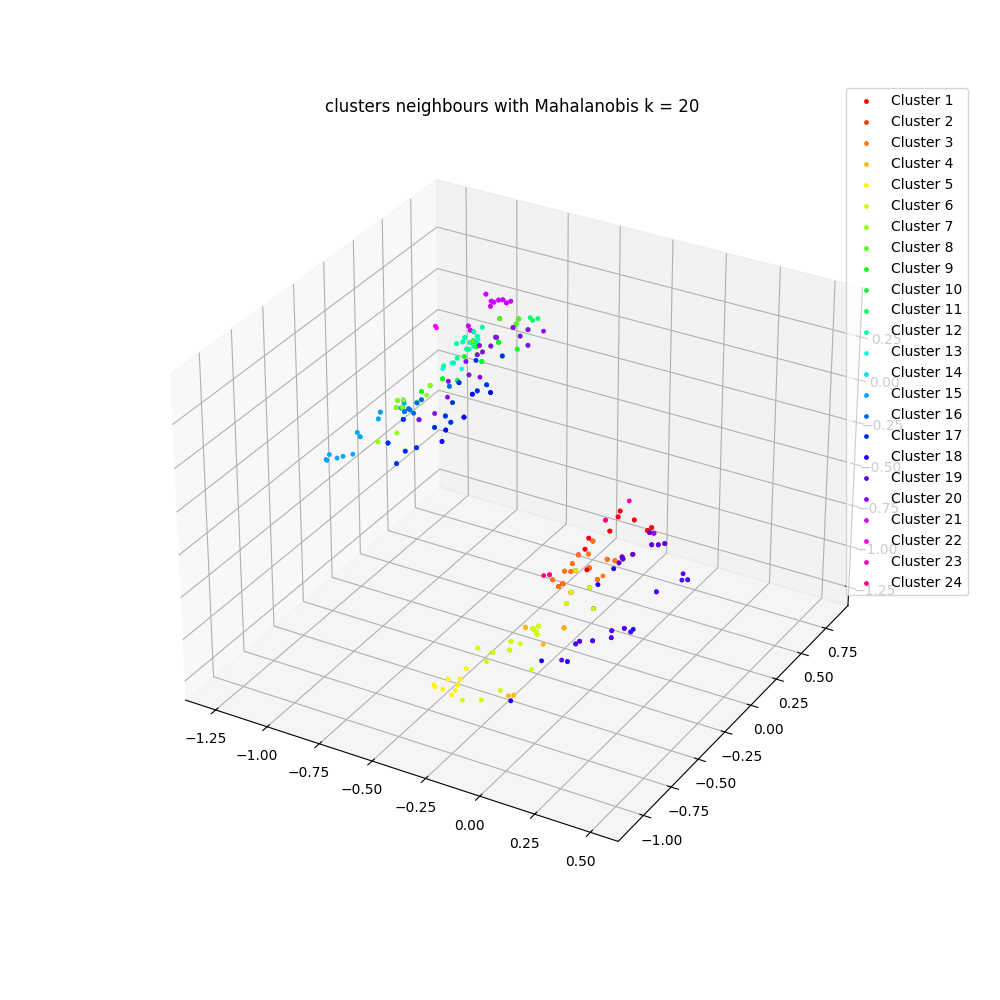 clusters neighbours with Mahalanobis k = 20
Cluster 1
Cluster 2
Cluster 3
Cluster 4
Cluster 5
Cluster 6
Cluster 7
Cluster 8
Cluster 9
Cluster 10
Cluster 11
Cluster 12
Cluster 13
Cluster 14
Cluster 15
Cluster 16
Cluster 17
Cluster 18
Cluster 19
Cluster 20
Cluster 21
Cluster 22
Cluster 23
Cluster 24
0.25
0.00
−0.25
−0.50
−0.75
−1.00
−1.25
0.75
0.50
0.25
0.00
−0.25
−0.50
−0.75
−1.00
−1.25
−1.00
−0.75
−0.50
−0.25
0.00
0.25
0.50